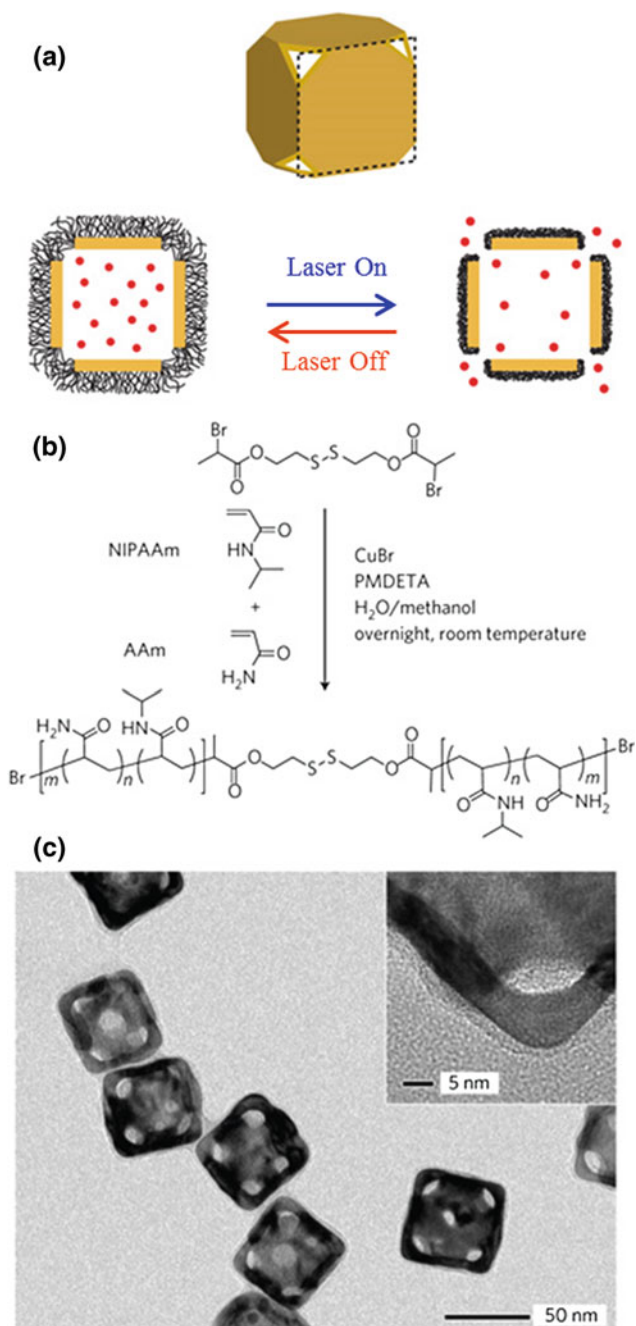 (a)
Laser On
Laser Off
(b)
Br
O
O
S
S
O
O
Br
NIPAAm
O
HN
+
AAm
O
H₂N
CuBr
PMDETA
H₂O/methanol
overnight, room temperature
H₂N
O
HN
O
Br
m
n
O
O
S
S
O
O
n
m
Br
O
NH
O
NH₂
(c)
5 nm
50 nm